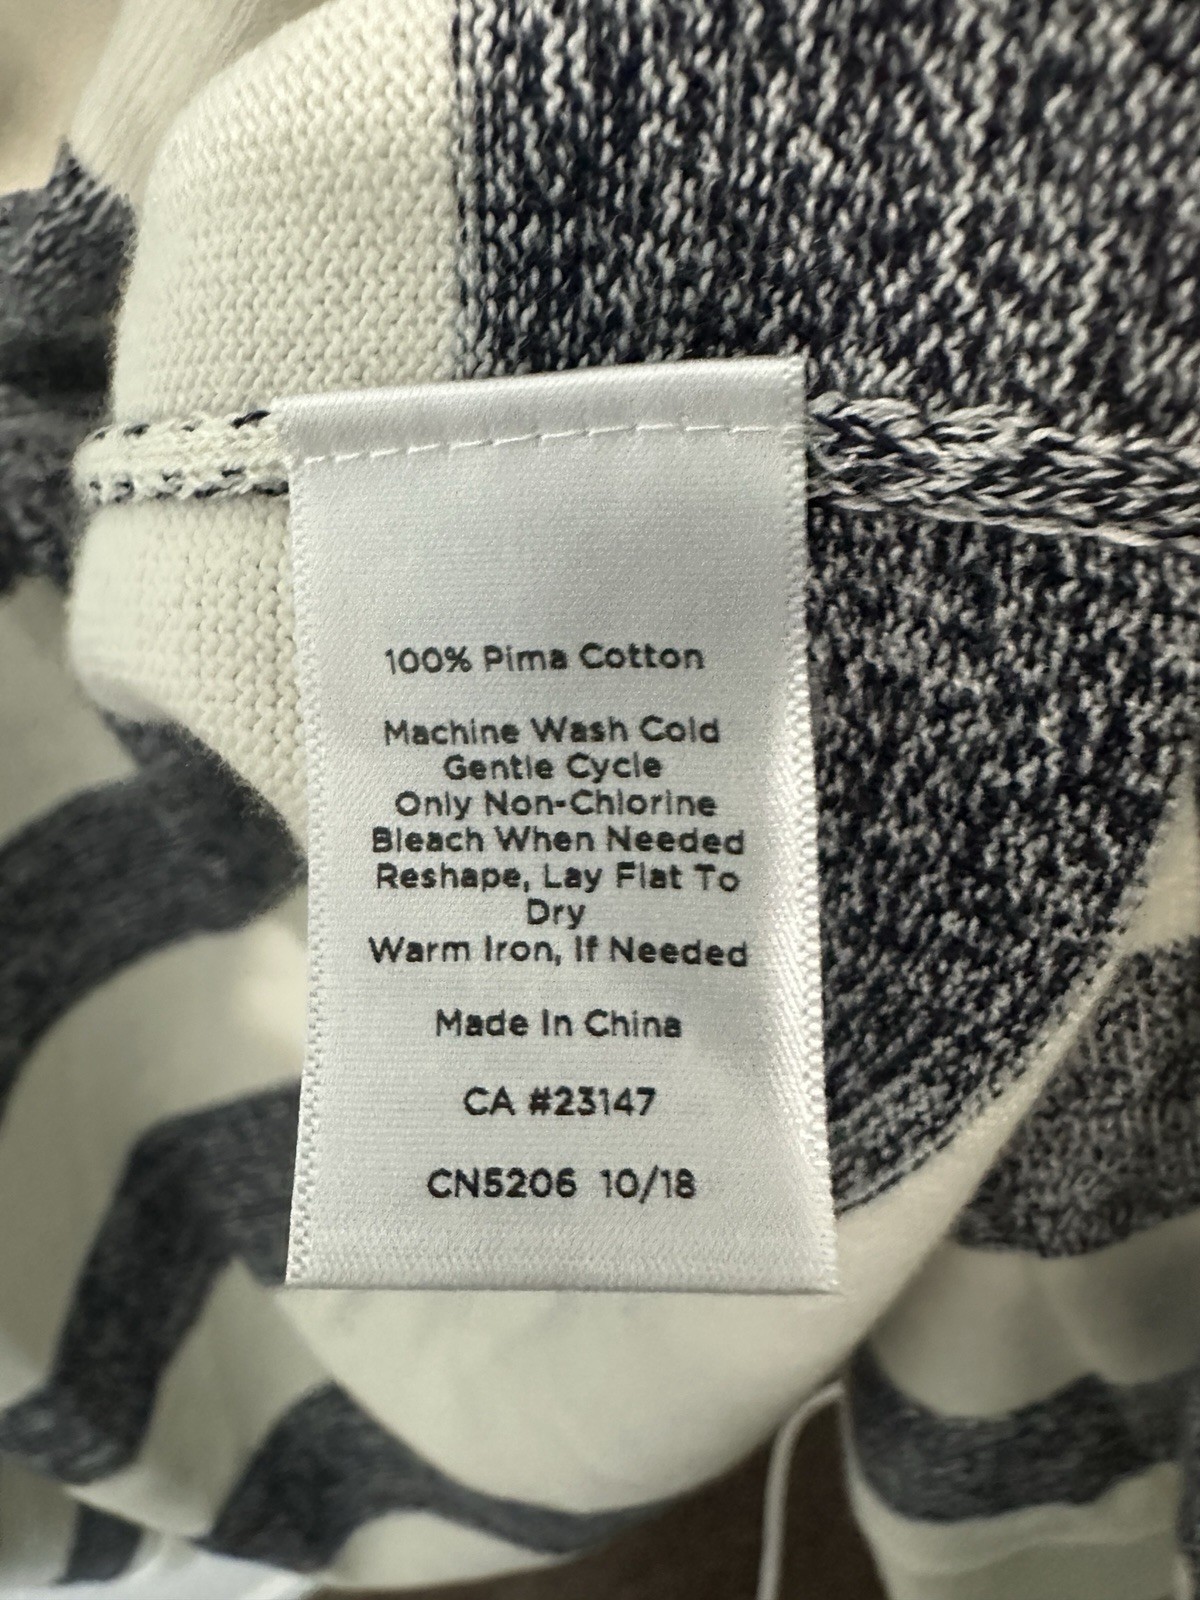 100% Pima Cotton
Machine Wash Cold
Gentle Cycle
Only Non-Chlorine
Bleach When Needed
Reshape, Lay Flat To
Dry
Warm Iron, If Needed
Made In China
CA #23147
CN5206 10/18